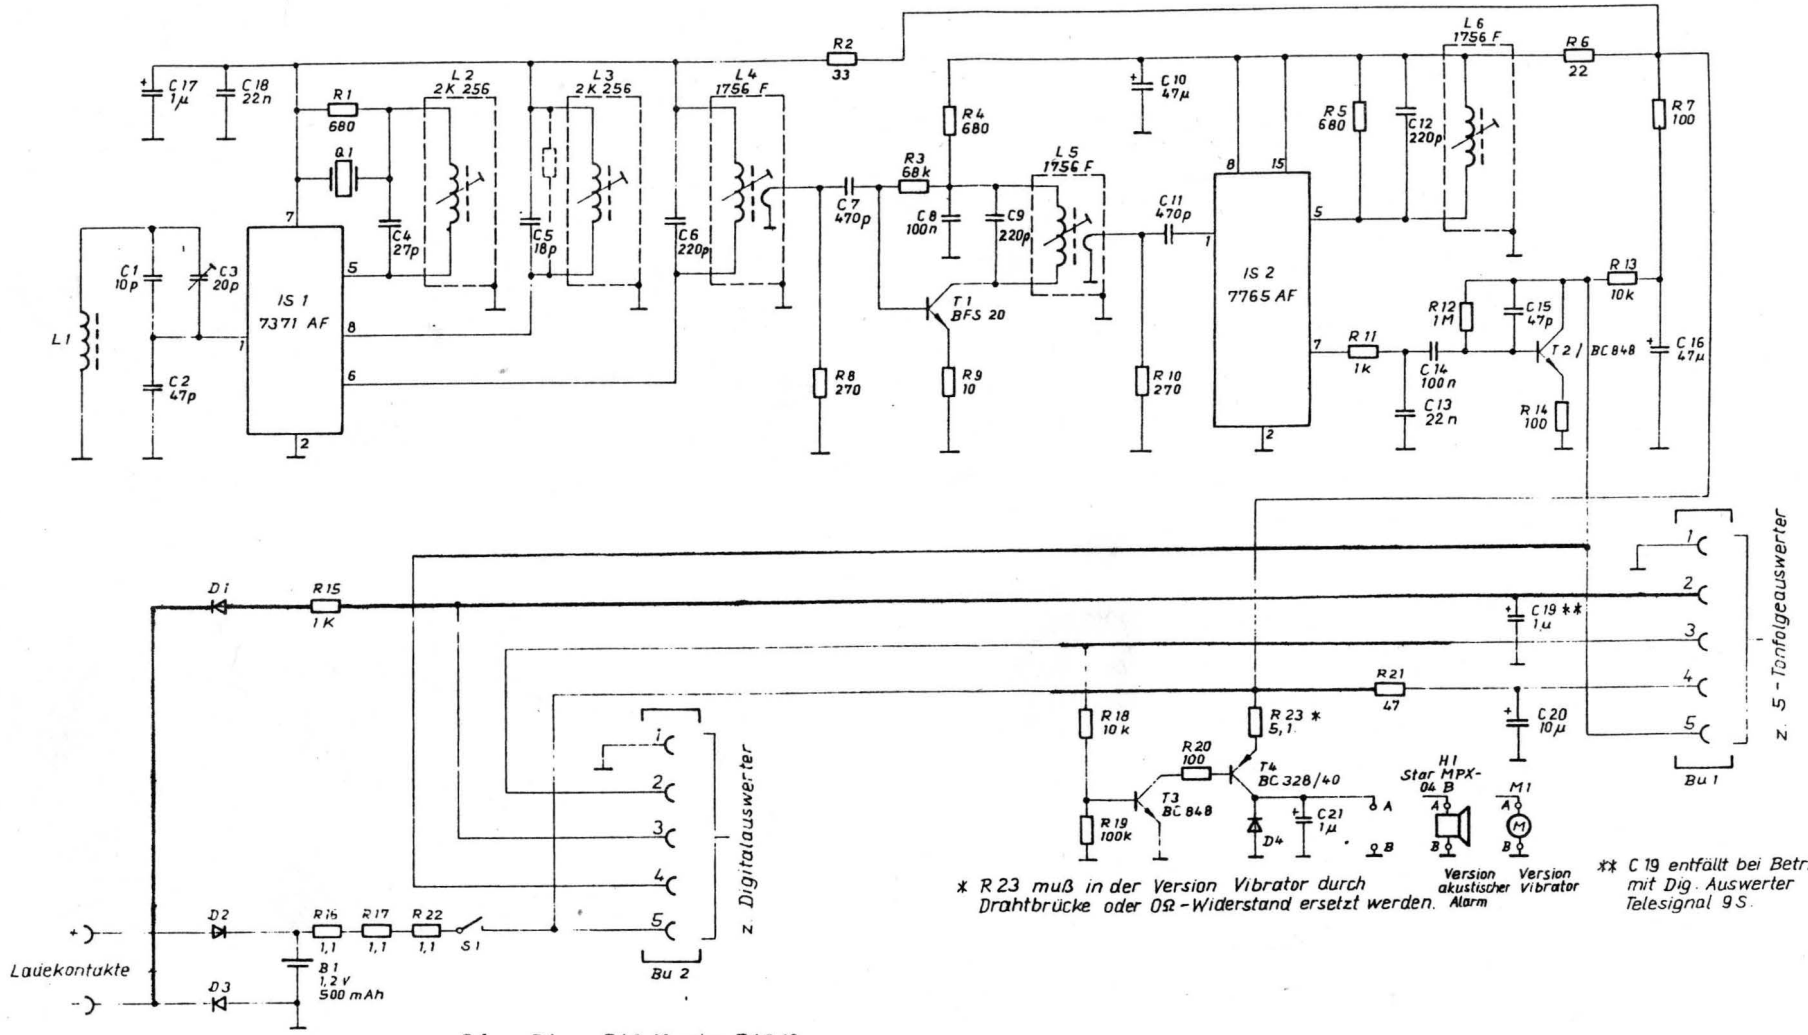 C17
1µ
C18
22n
R1
680
Q1
L2
2K 256
L3
2K 256
L4
1756 F
R2
33
C10
47µ
R4
680
R3
68k
L5
1756 F
L6
1756 F
R6
22
R5
680
C12
220p
R7
100
C4
27p
C5
18p
C6
220p
C7
470p
C8
100n
C9
220p
C11
470p
L1
C1
10p
C3
20p
C2
47p
7
5
8
6
1
2
IS 1
7371 AF
T1
BFS 20
R8
270
R9
10
R10
270
8
15
5
1
7
2
IS 2
7765 AF
R11
1k
R12
1M
C15
47p
R13
10k
T2 / BC 848
C16
47µ
C14
100n
C13
22n
R14
100
D1
R15
1K
C19 **
1µ
R21
47
C20
10µ
R18
10k
R19
100k
R20
100
T3
BC 848
R23 *
5,1
T4
BC 328/40
D4
C21
1µ
A
B
H1
Star MPX-
04 B
A
B
M1
A
M
B
Version
akustischer
Alarm
Version
Vibrator
1
2
3
4
5
Bu 1
z. 5-Tonfolgeauswerter
1
2
3
4
5
Bu 2
z. Digitalauswerter
* R 23 muß in der Version Vibrator durch
Drahtbrücke oder 0Ω-Widerstand ersetzt werden.
** C 19 entfällt bei Betr.
mit Dig. Auswerter
Telesignal 9S.
D2
R16
1,1
R17
1,1
R22
1,1
S1
+
Ladekontakte
-
D3
B1
1,2 V
500 mAh